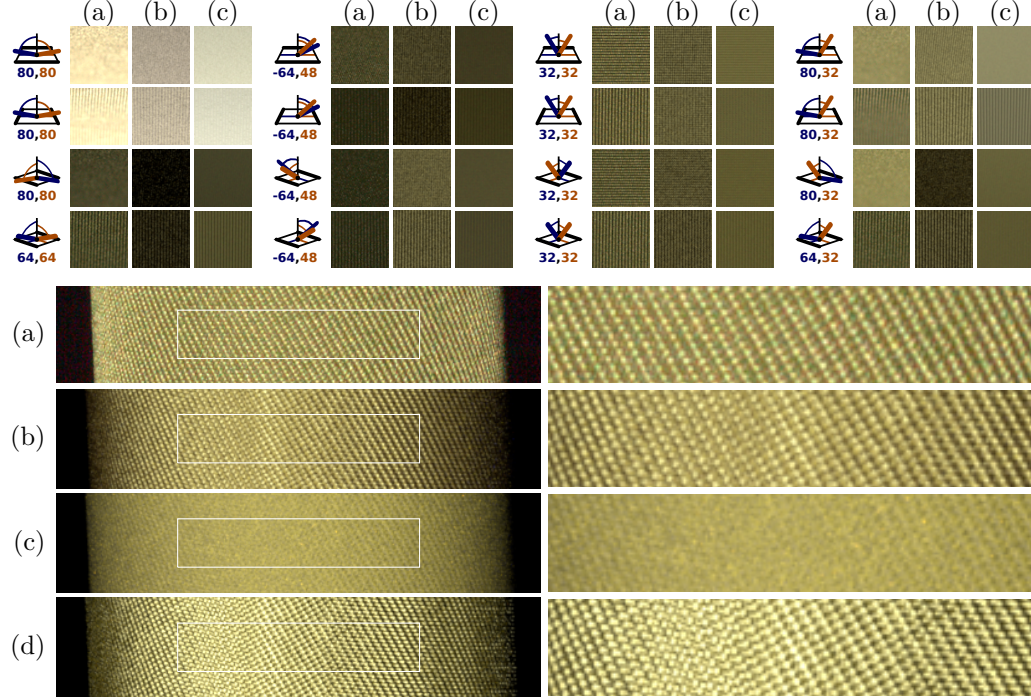 (a) (b) (c) (a) (b) (c) (a) (b) (c) (a) (b) (c)
80,80 -64,48 32,32 80,32
80,80 -64,48 32,32 80,32
80,80 -64,48 32,32 80,32
64,64 -64,48 32,32 64,32
(a)
(b)
(c)
(d)